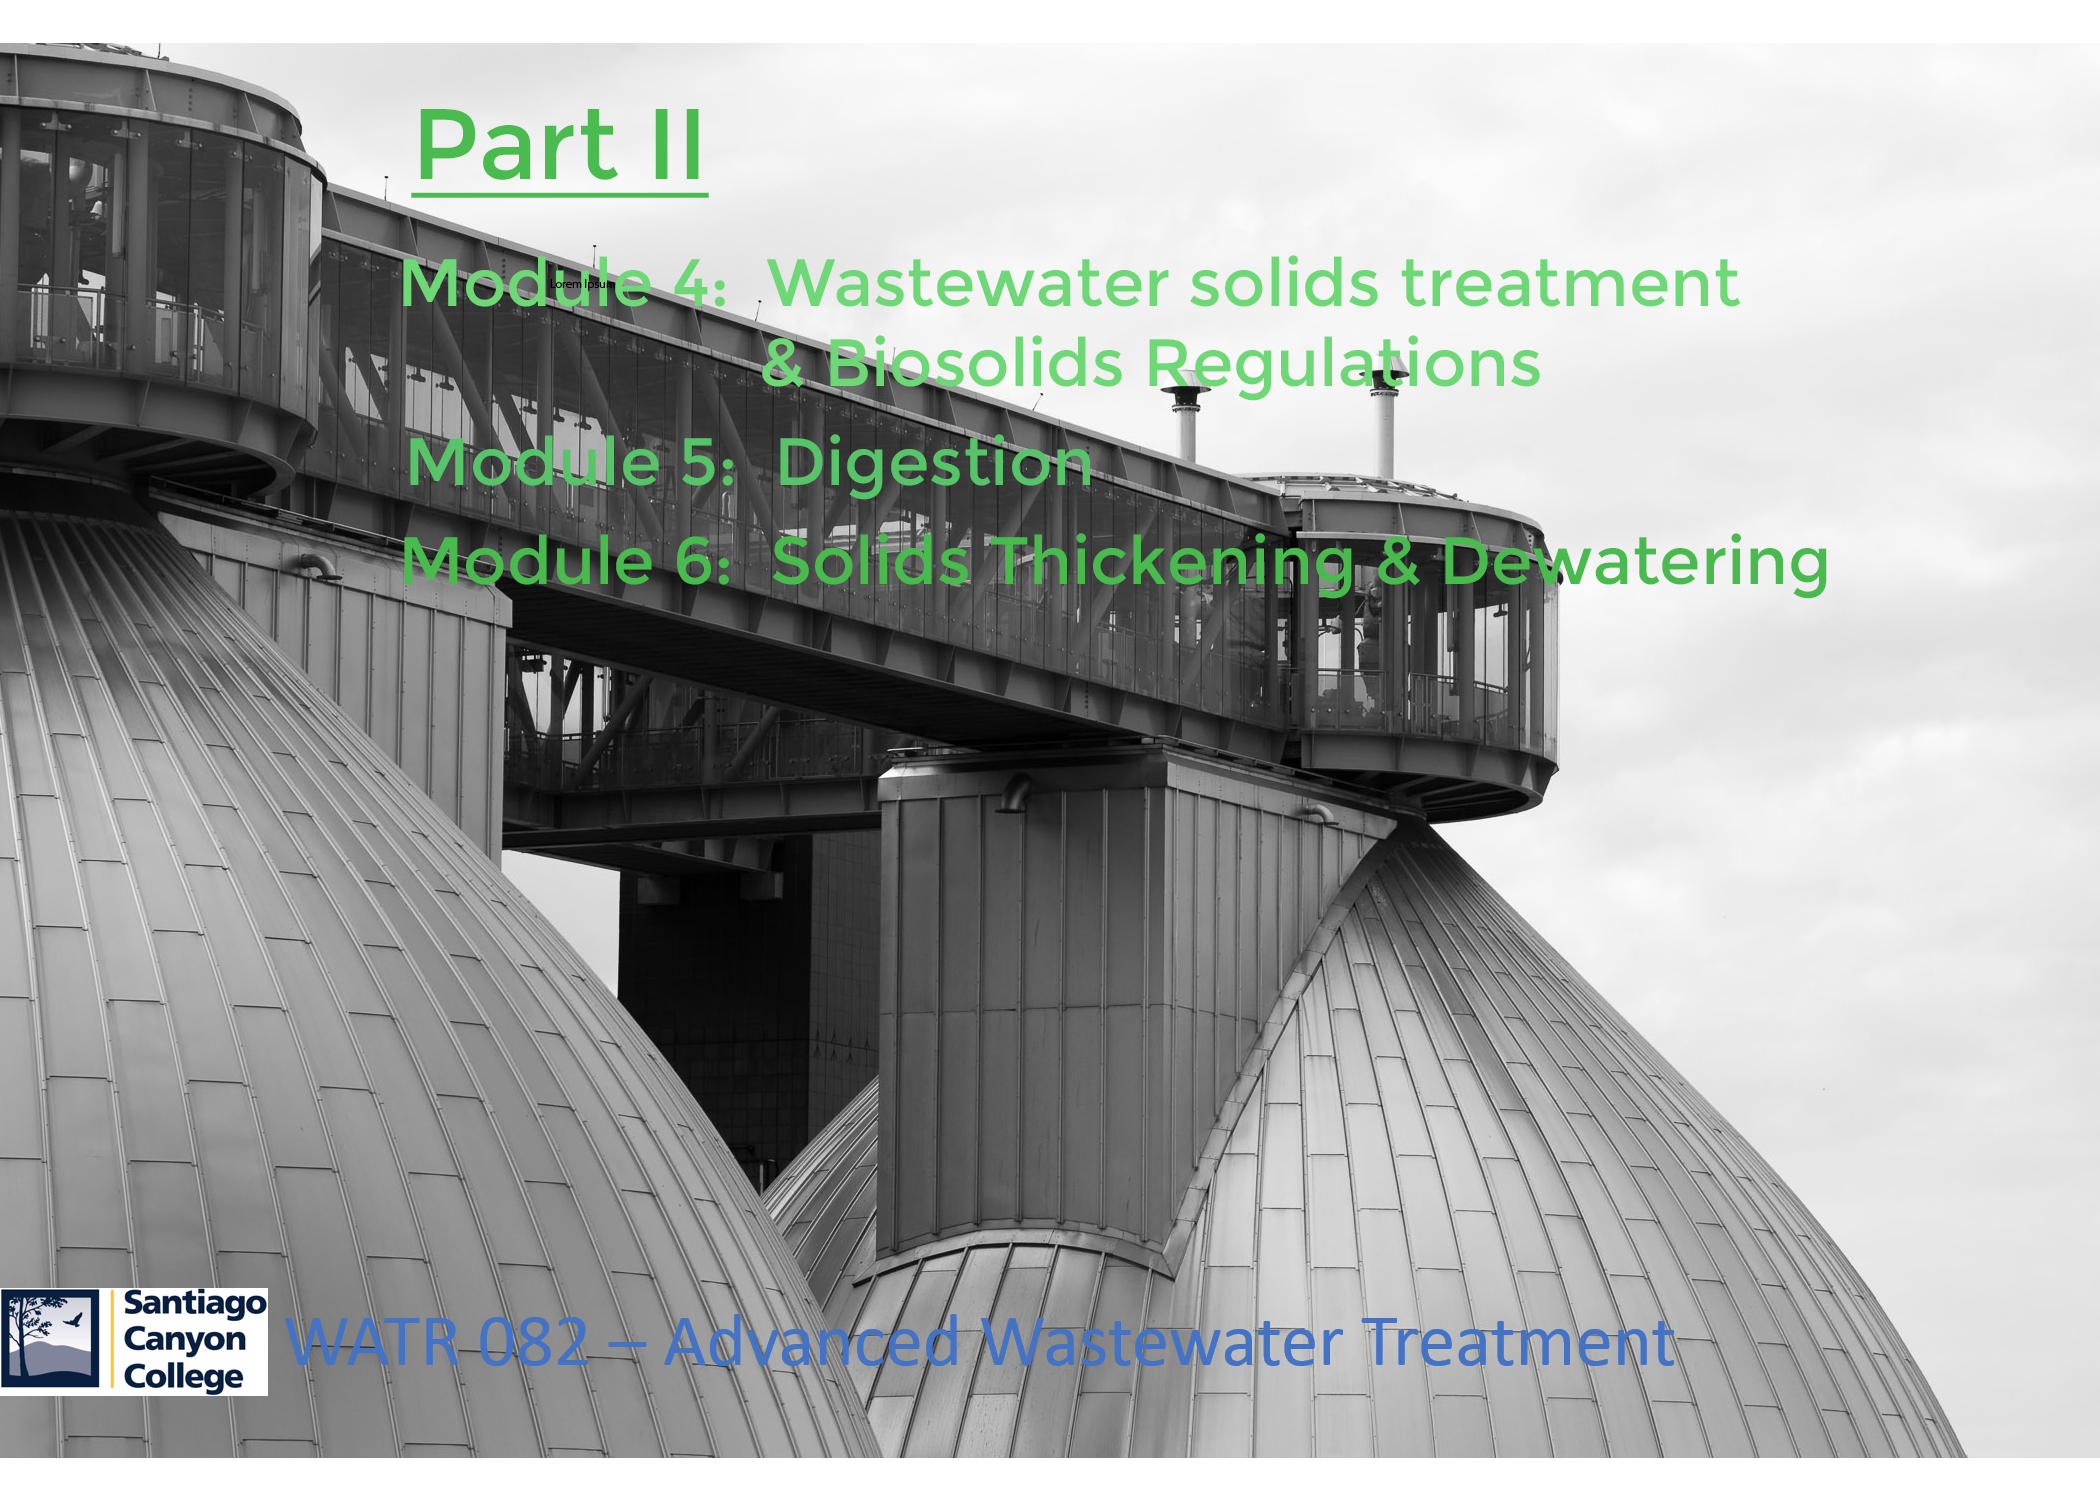 Part II
Module 4: Wastewater solids treatment
& Biosolids Regulations
Lorem Ipsum
Module 5: Digestion
Module 6: Solids Thickening & Dewatering
Santiago
Canyon
College
WATR 082 – Advanced Wastewater Treatment